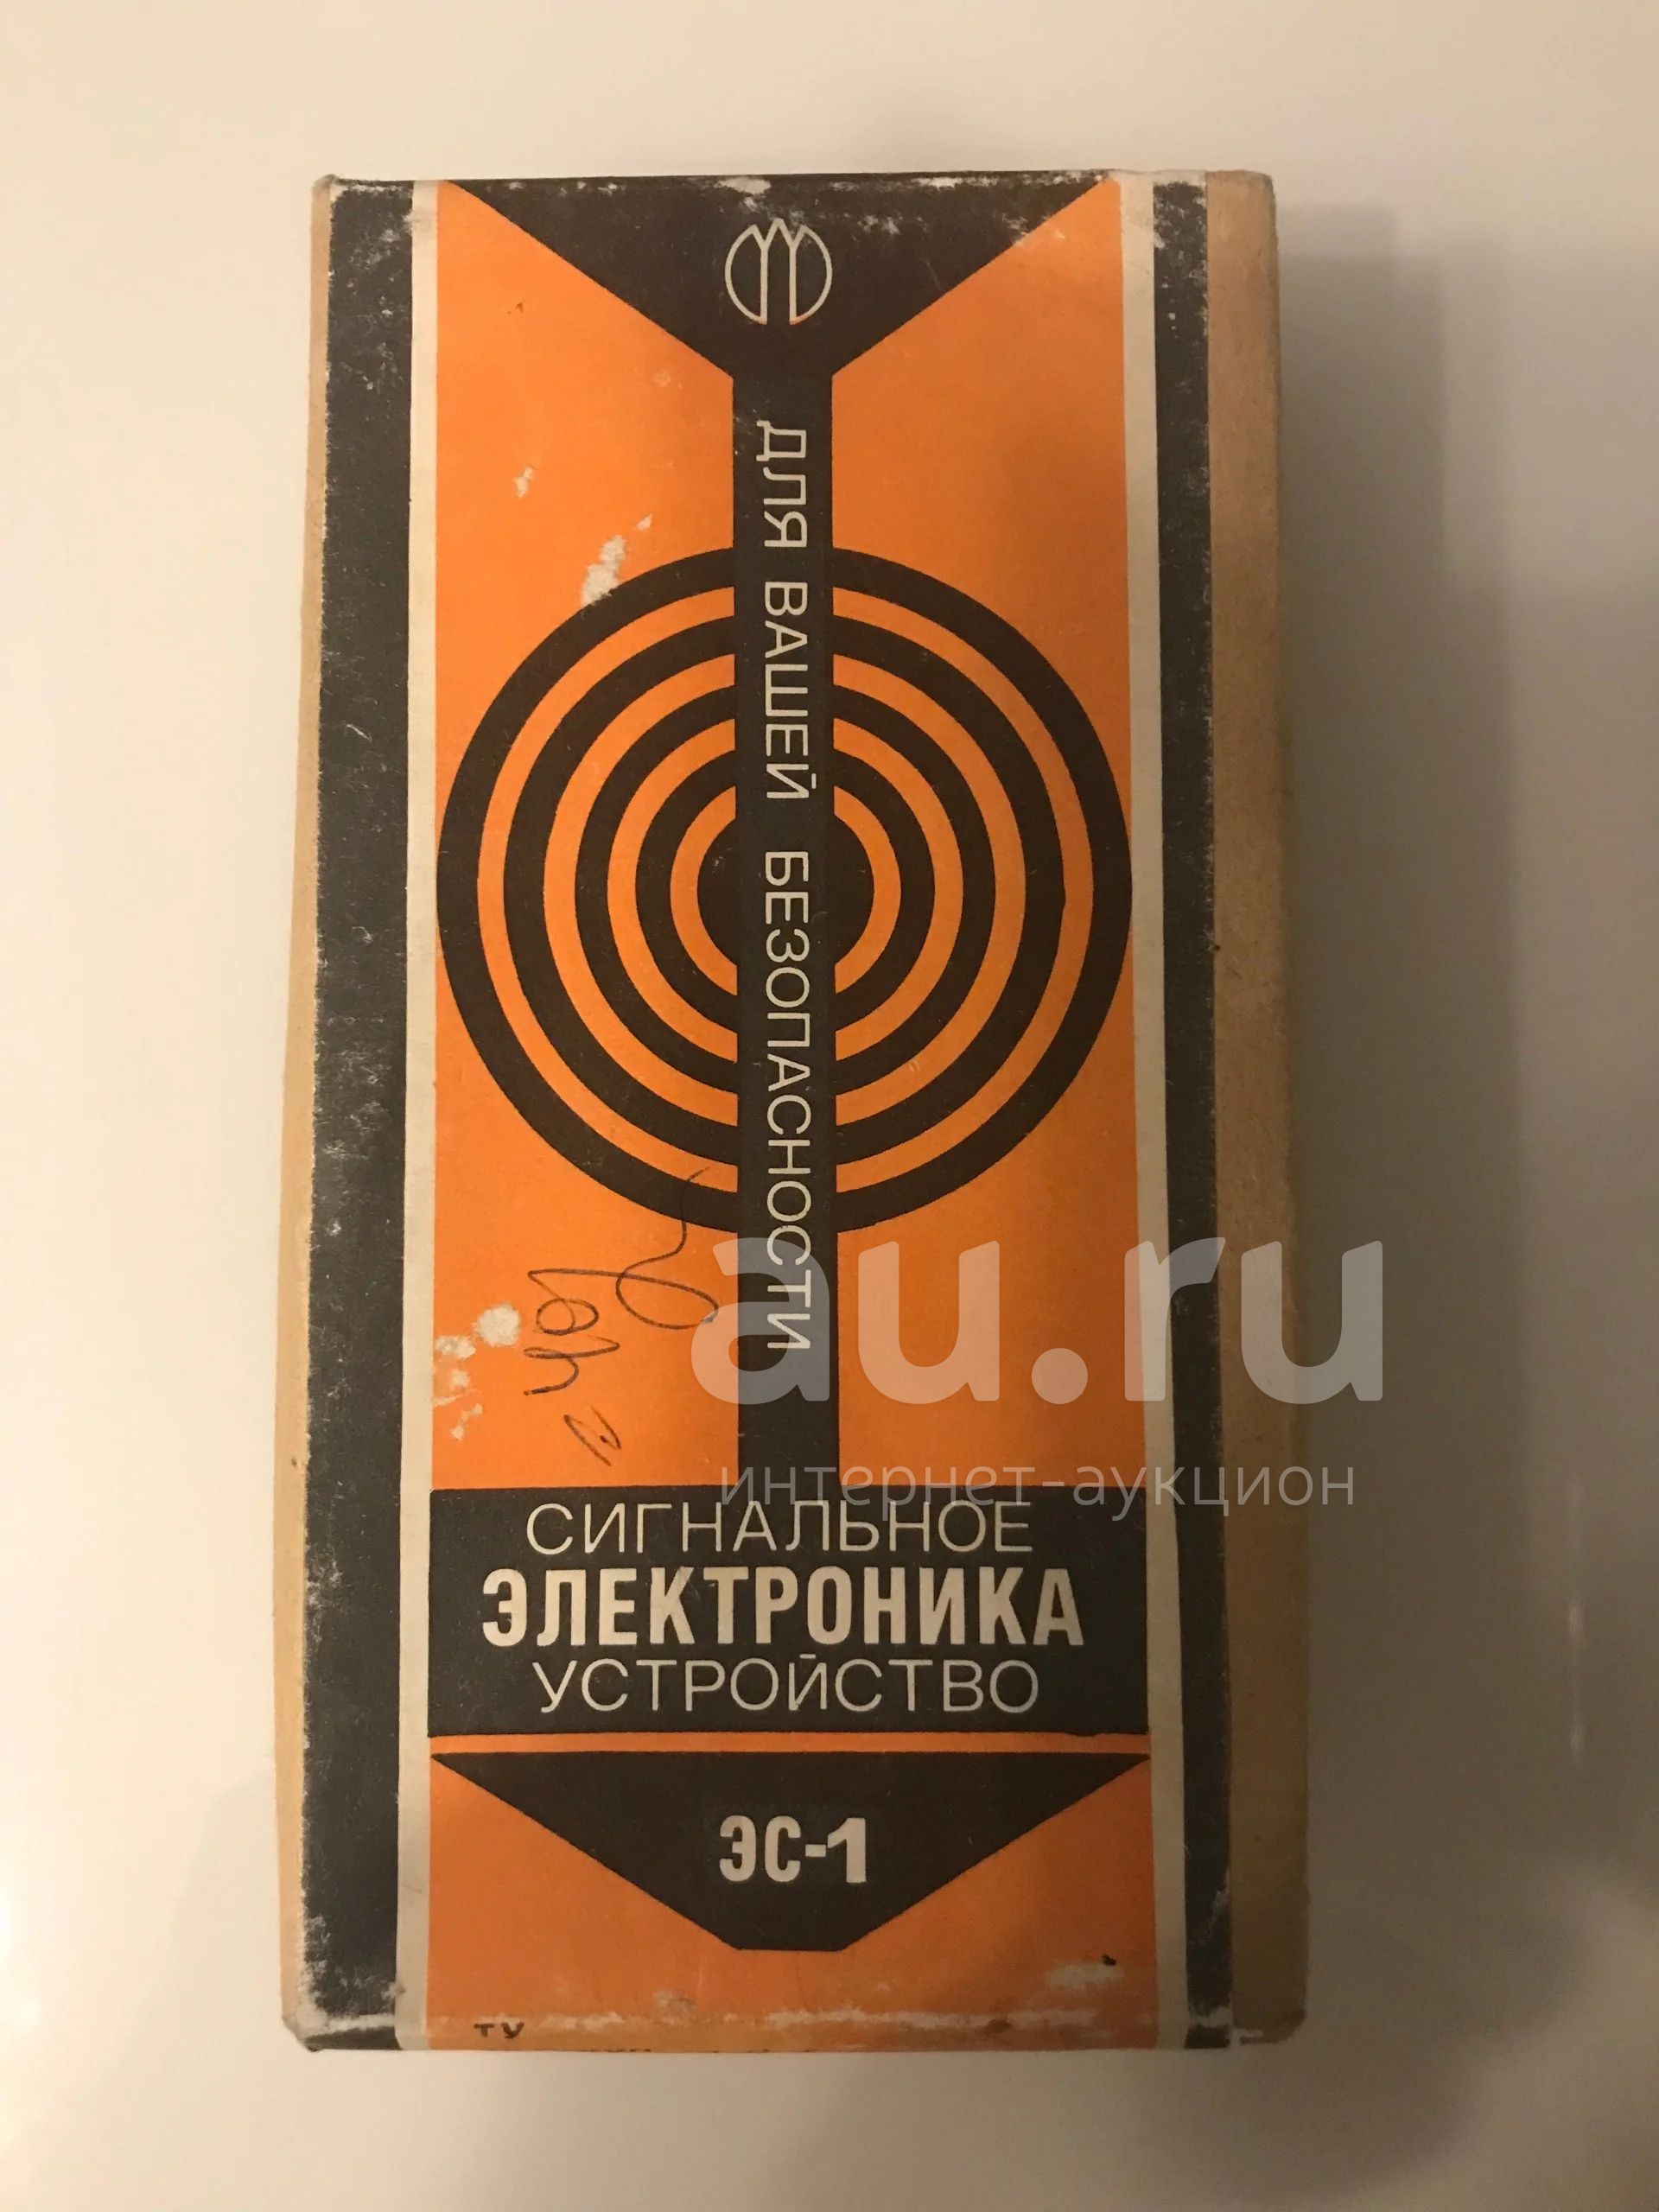 ДЛЯ ВАШЕЙ БЕЗОПАСНОСТИ
au.ru
интернет-аукцион
СИГНАЛЬНОЕ
ЭЛЕКТРОНИКА
УСТРОЙСТВО
ЭС-1
ТУ